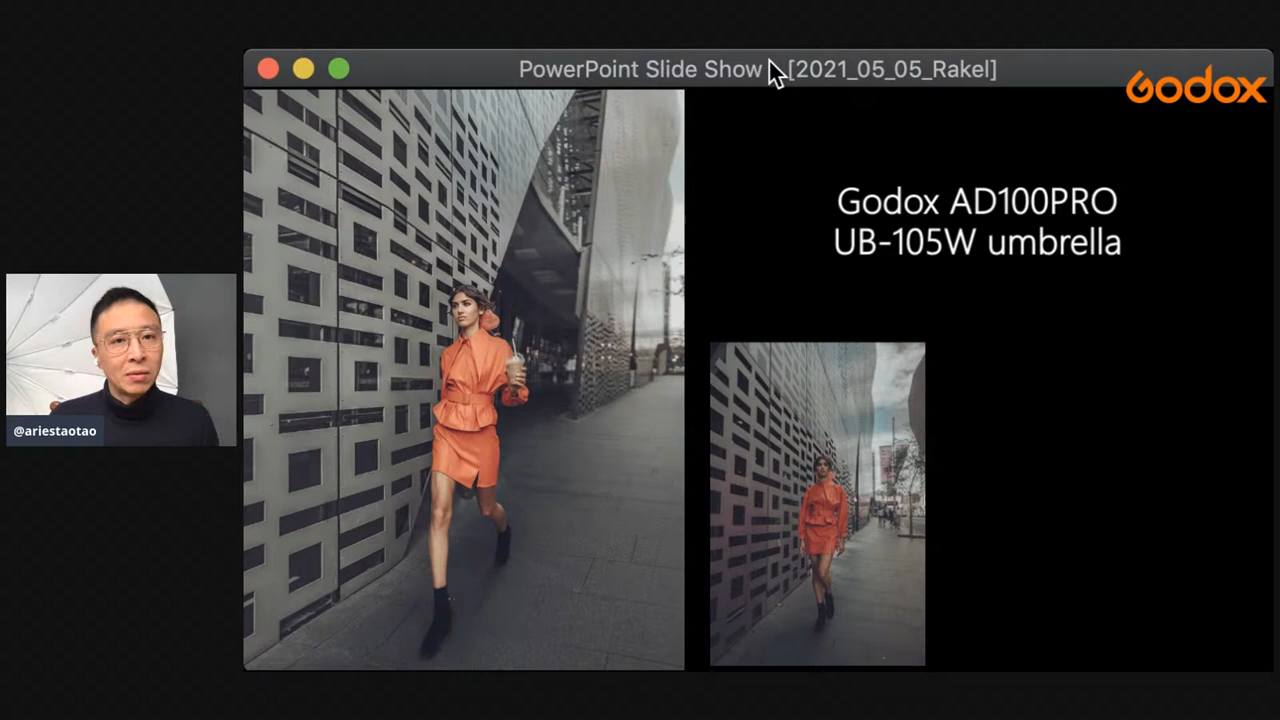 PowerPoint Slide Show - [2021_05_05_Rakel]
Godox
Godox AD100PRO
UB-105W umbrella
@ariestaotao